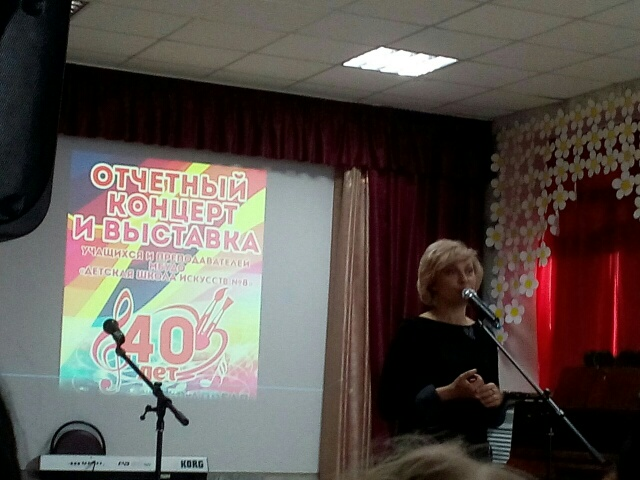 ОТЧЕТНЫЙ
КОНЦЕРТ
И ВЫСТАВКА
УЧАЩИХСЯ И ПРЕПОДАВАТЕЛЕЙ
«ДЕТСКАЯ ШКОЛА ИСКУССТВ №8»
40
лет
KORG